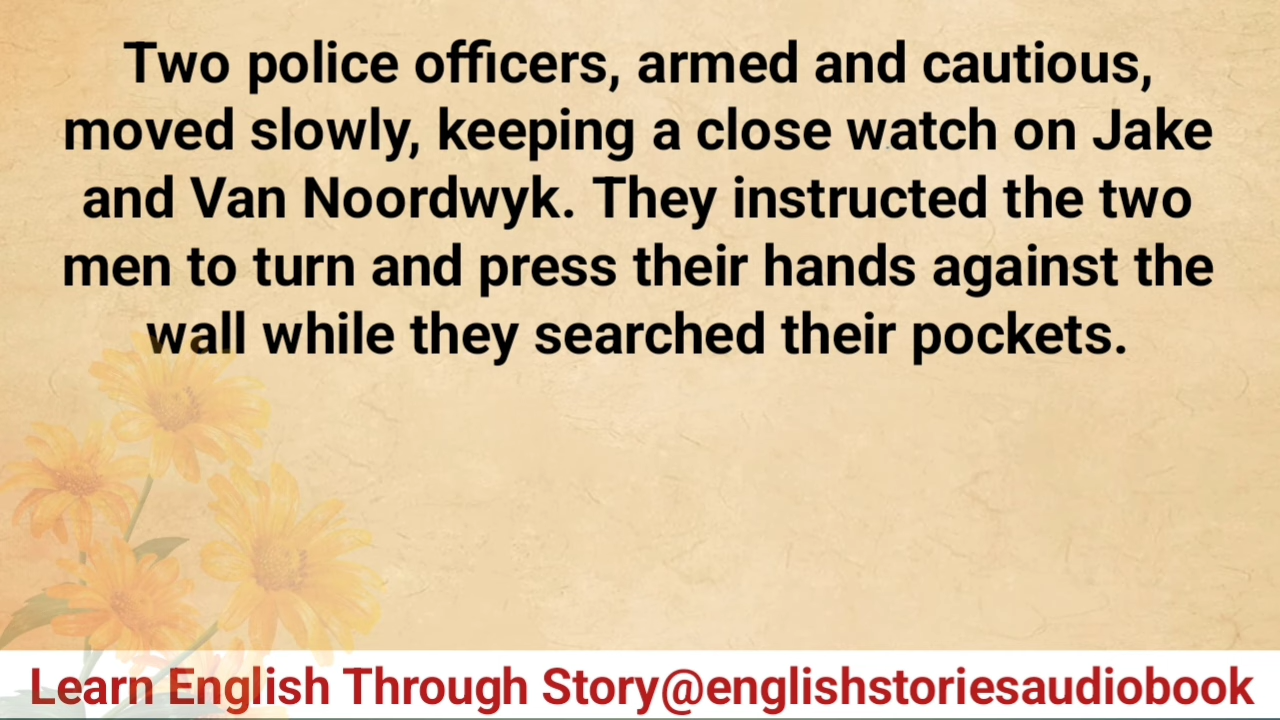 Two police officers, armed and cautious,
moved slowly, keeping a close watch on Jake
and Van Noordwyk. They instructed the two
men to turn and press their hands against the
wall while they searched their pockets.
Learn English Through Story@englishstoriesaudiobook